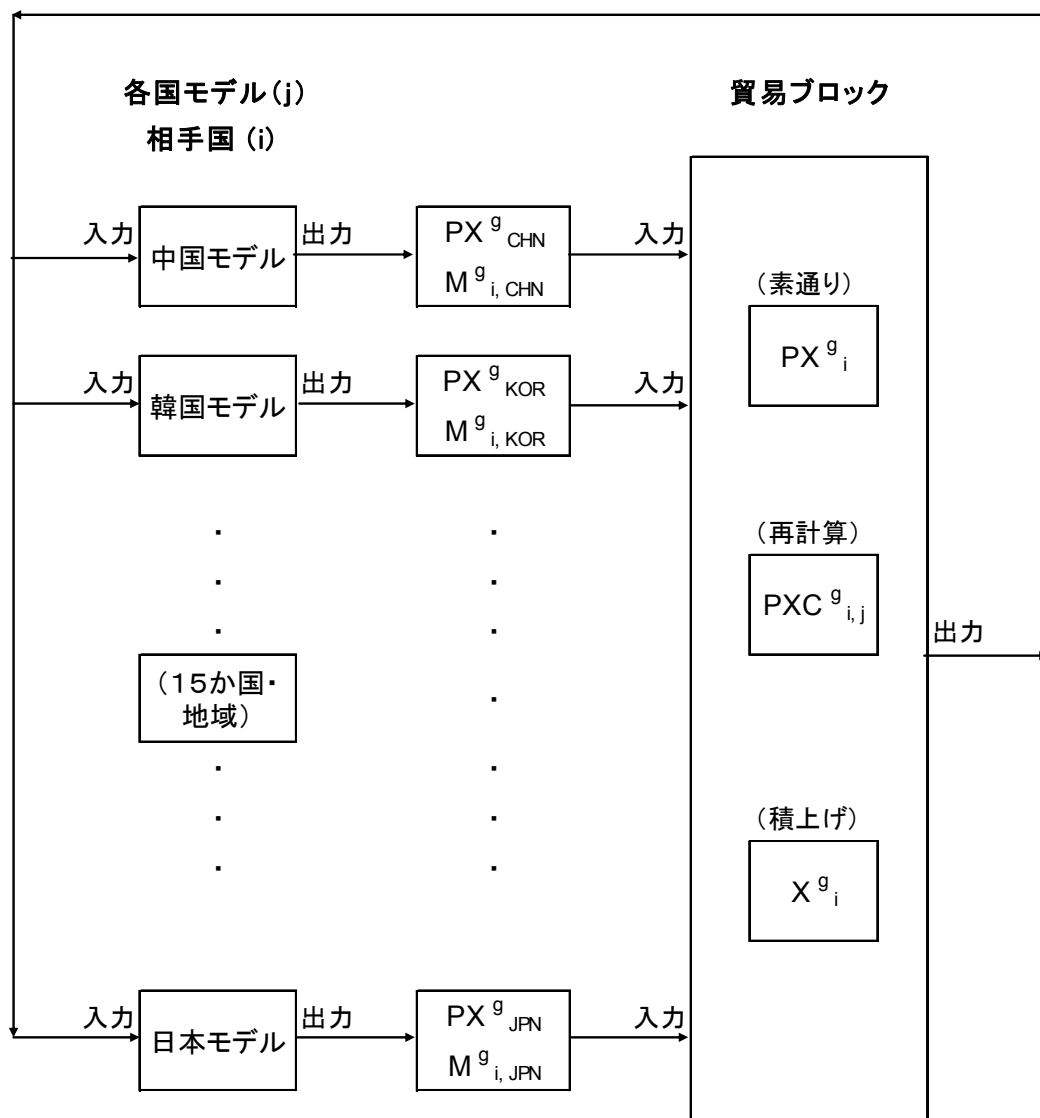 各国モデル(j)
相手国 (i)
貿易ブロック
入力
中国モデル
出力
PX g CHN
M g i, CHN
入力
(素通り)
PX g i
入力
韓国モデル
出力
PX g KOR
M g i, KOR
入力
(再計算)
PXC g i, j
出力
(15か国・
地域)
(積上げ)
X g i
入力
日本モデル
出力
PX g JPN
M g i, JPN
入力